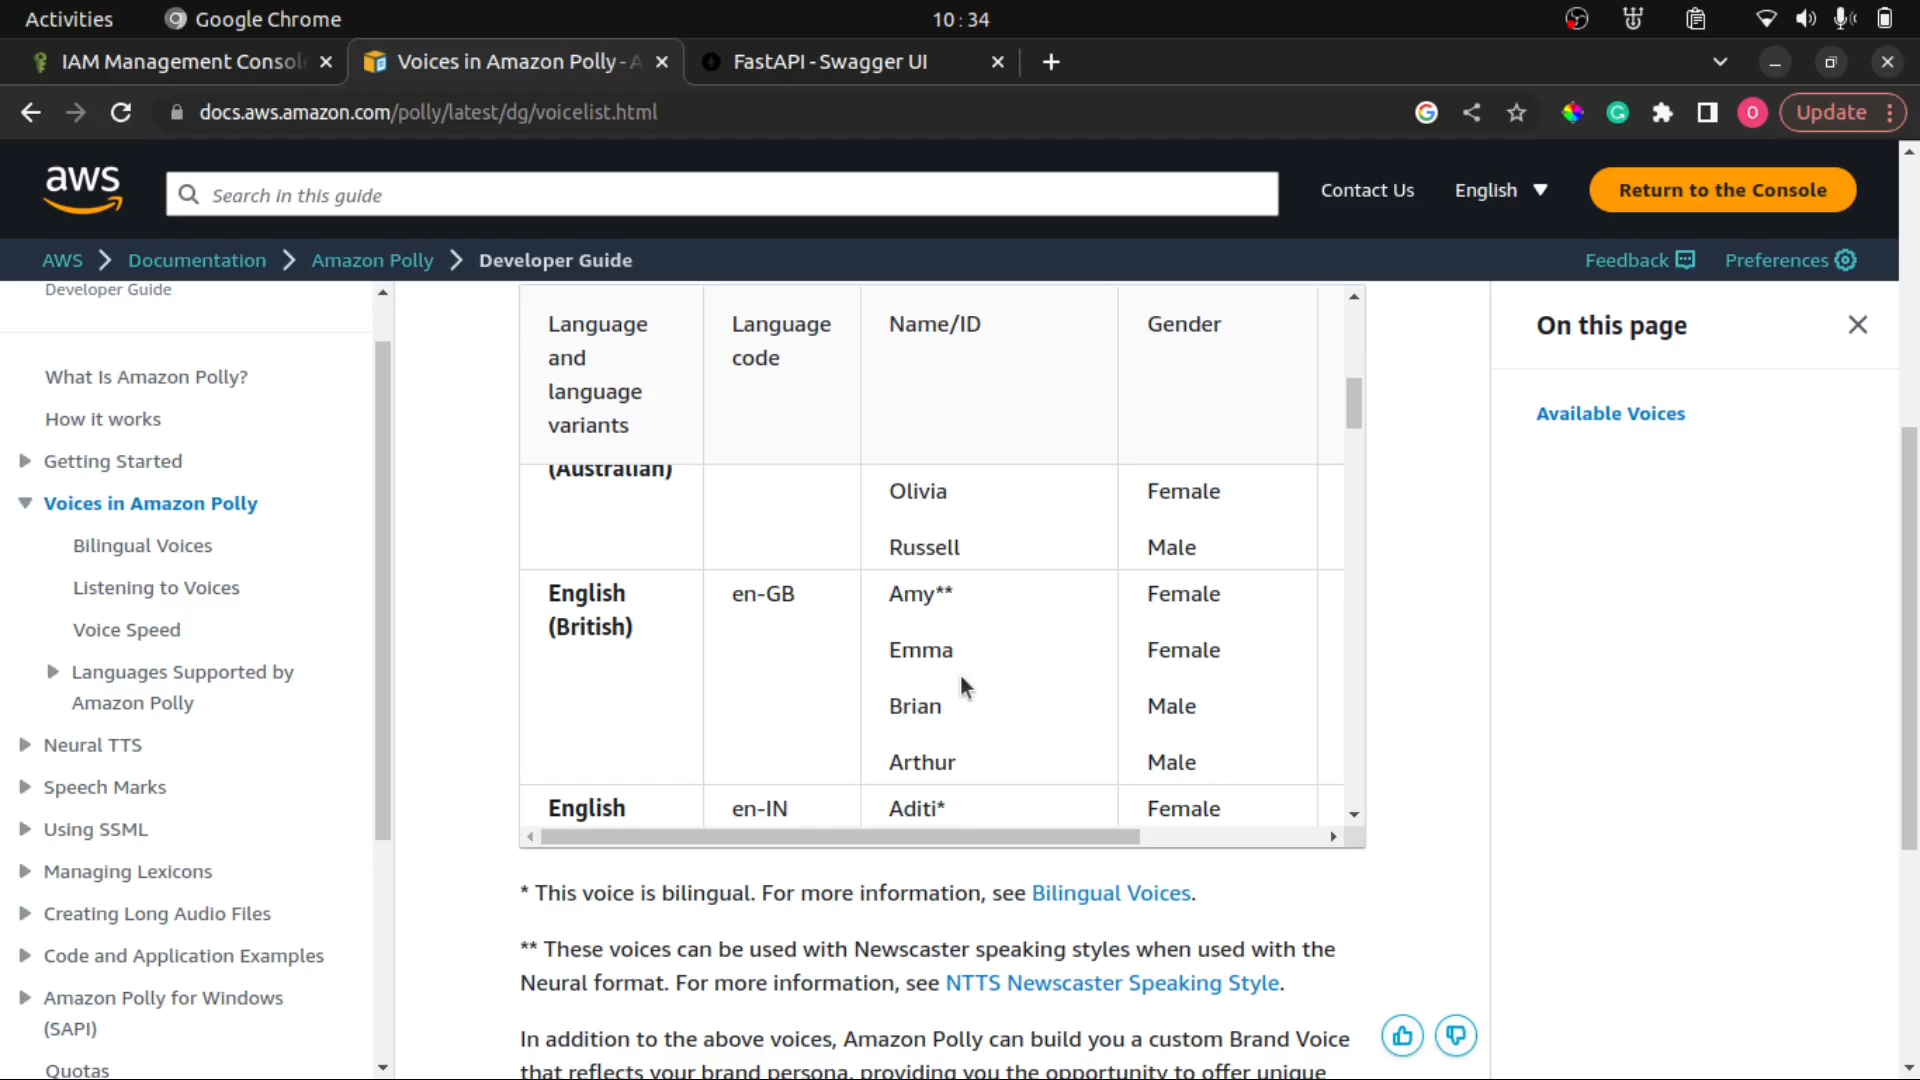 Activities
Google Chrome
10:34
IAM Management Consol
Voices in Amazon Polly - A
FastAPI - Swagger UI
docs.aws.amazon.com/polly/latest/dg/voicelist.html
O
Update
aws
Search in this guide
Contact Us
English
Return to the Console
AWS
Documentation
Amazon Polly
Developer Guide
Feedback
Preferences
Developer Guide
What Is Amazon Polly?
How it works
Getting Started
Voices in Amazon Polly
Bilingual Voices
Listening to Voices
Voice Speed
Languages Supported by
Amazon Polly
Neural TTS
Speech Marks
Using SSML
Managing Lexicons
Creating Long Audio Files
Code and Application Examples
Amazon Polly for Windows
(SAPI)
Quotas
Language
and
language
variants
Language
code
Name/ID
Gender
(Australian)
Olivia
Female
Russell
Male
English
(British)
en-GB
Amy**
Female
Emma
Female
Brian
Male
Arthur
Male
English
en-IN
Aditi*
Female
* This voice is bilingual. For more information, see Bilingual Voices.
** These voices can be used with Newscaster speaking styles when used with the
Neural format. For more information, see NTTS Newscaster Speaking Style.
In addition to the above voices, Amazon Polly can build you a custom Brand Voice
that reflects your brand persona, providing you the opportunity to offer unique
On this page
Available Voices